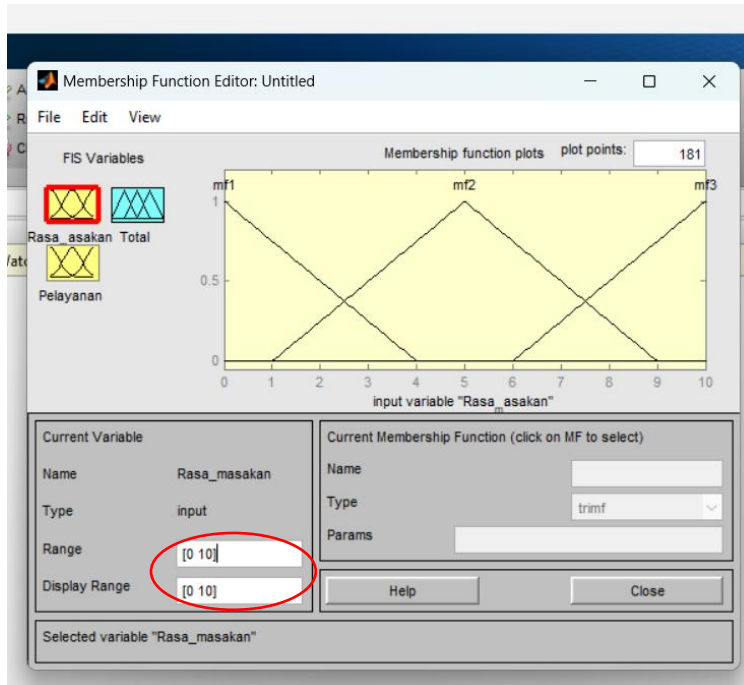 Membership Function Editor: Untitled
File Edit View
FIS Variables
Membership function plots plot points: 181
Rasa_asakan Total
Pelayanan
mf1 mf2 mf3
1
0.5
0
0 1 2 3 4 5 6 7 8 9 10
input variable "Rasa_masakan"
Current Variable
Name Rasa_masakan
Type input
Range [0 10]
Display Range [0 10]
Current Membership Function (click on MF to select)
Name
Type trimf
Params
Help Close
Selected variable "Rasa_masakan"